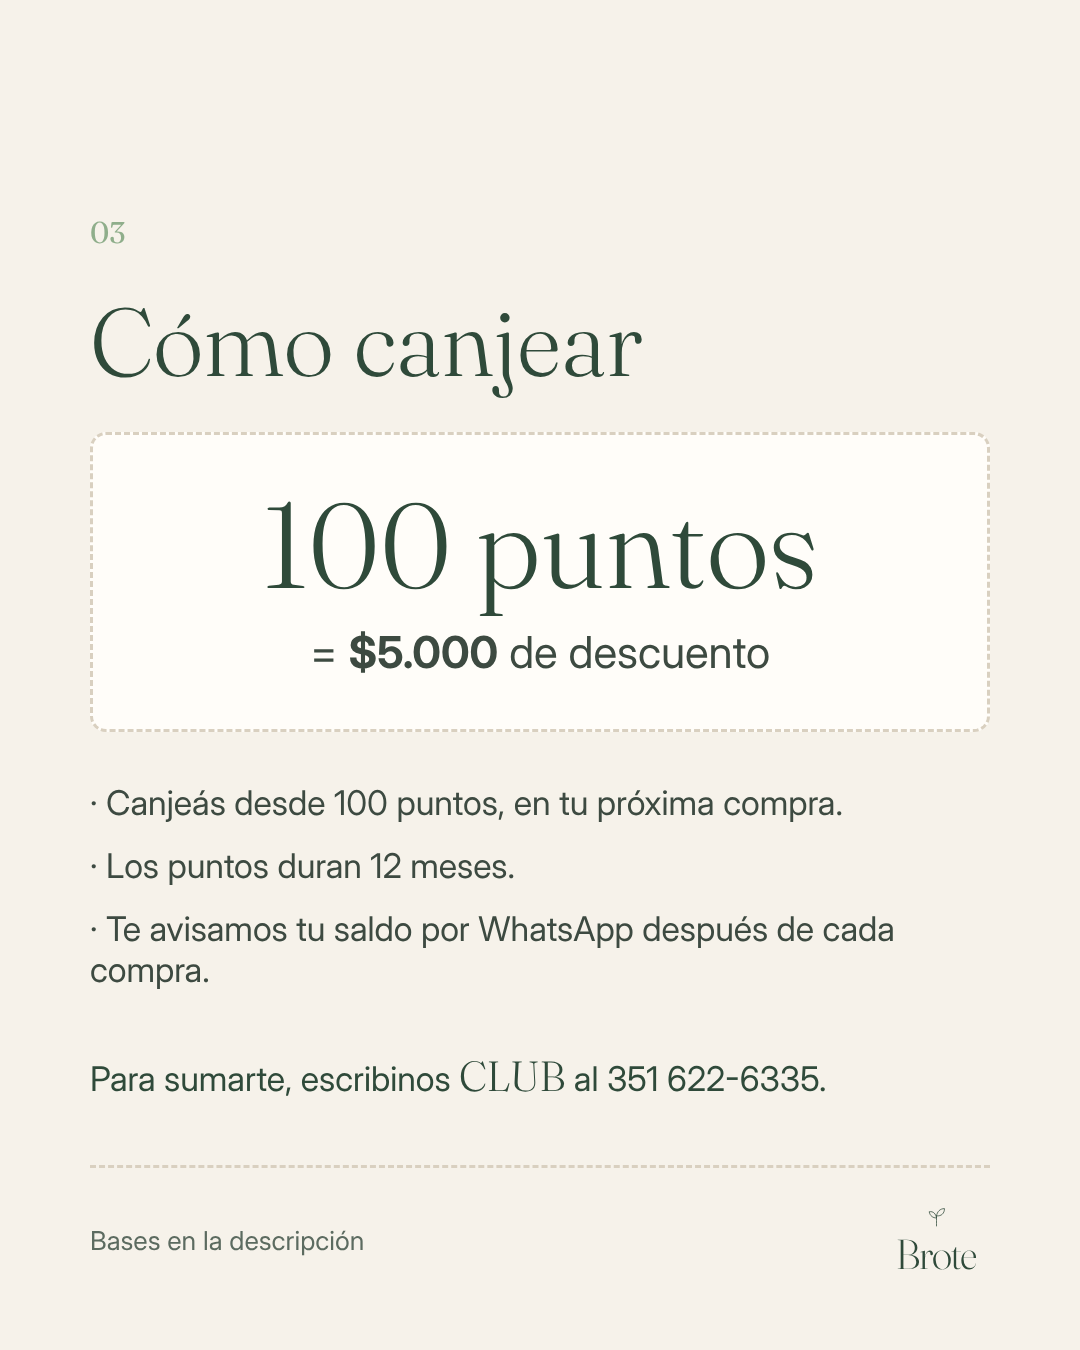 03
Cómo canjear
100 puntos
= $5.000 de descuento
· Canjeás desde 100 puntos, en tu próxima compra.
· Los puntos duran 12 meses.
· Te avisamos tu saldo por WhatsApp después de cada
compra.
Para sumarte, escribinos CLUB al 351 622-6335.
Bases en la descripción
Brote